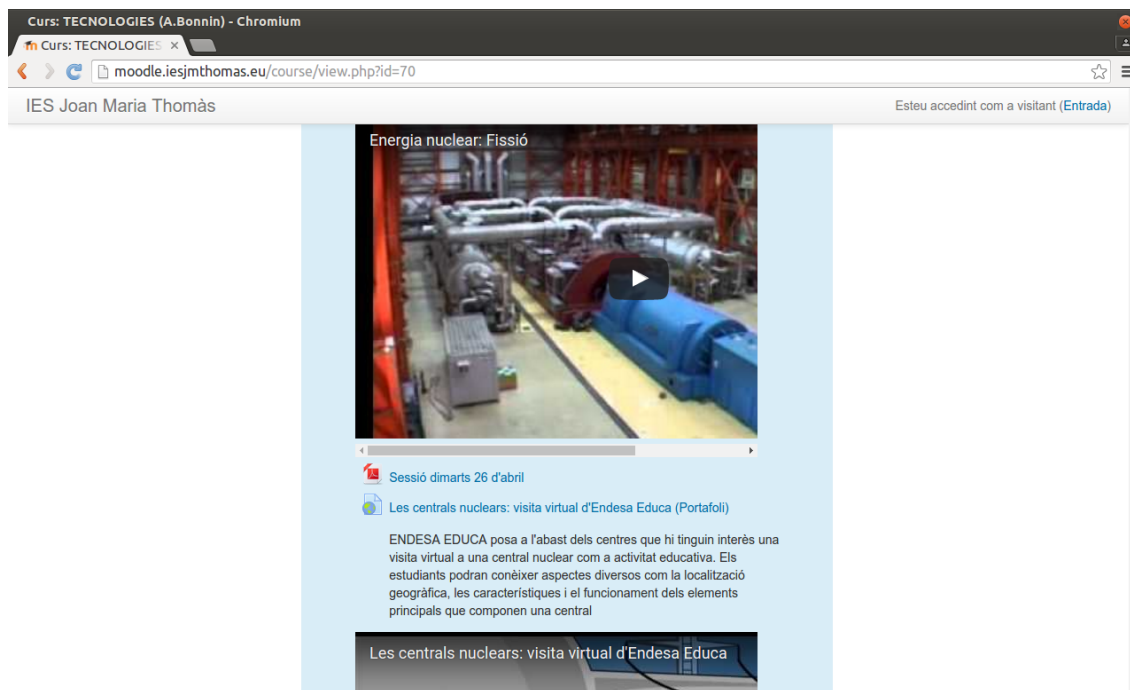 Curs: TECNOLOGIES (A.Bonnin) - Chromium
Curs: TECNOLOGIES
moodle.iesjmthomas.eu/course/view.php?id=70
IES Joan Maria Thomàs
Esteu accedint com a visitant (Entrada)
Energia nuclear: Fissió
Sessió dimarts 26 d'abril
Les centrals nuclears: visita virtual d'Endesa Educa (Portafoli)
ENDESA EDUCA posa a l'abast dels centres que hi tinguin interès una
visita virtual a una central nuclear com a activitat educativa. Els
estudiants podran conèixer aspectes diversos com la localització
geogràfica, les característiques i el funcionament dels elements
principals que componen una central
Les centrals nuclears: visita virtual d'Endesa Educa